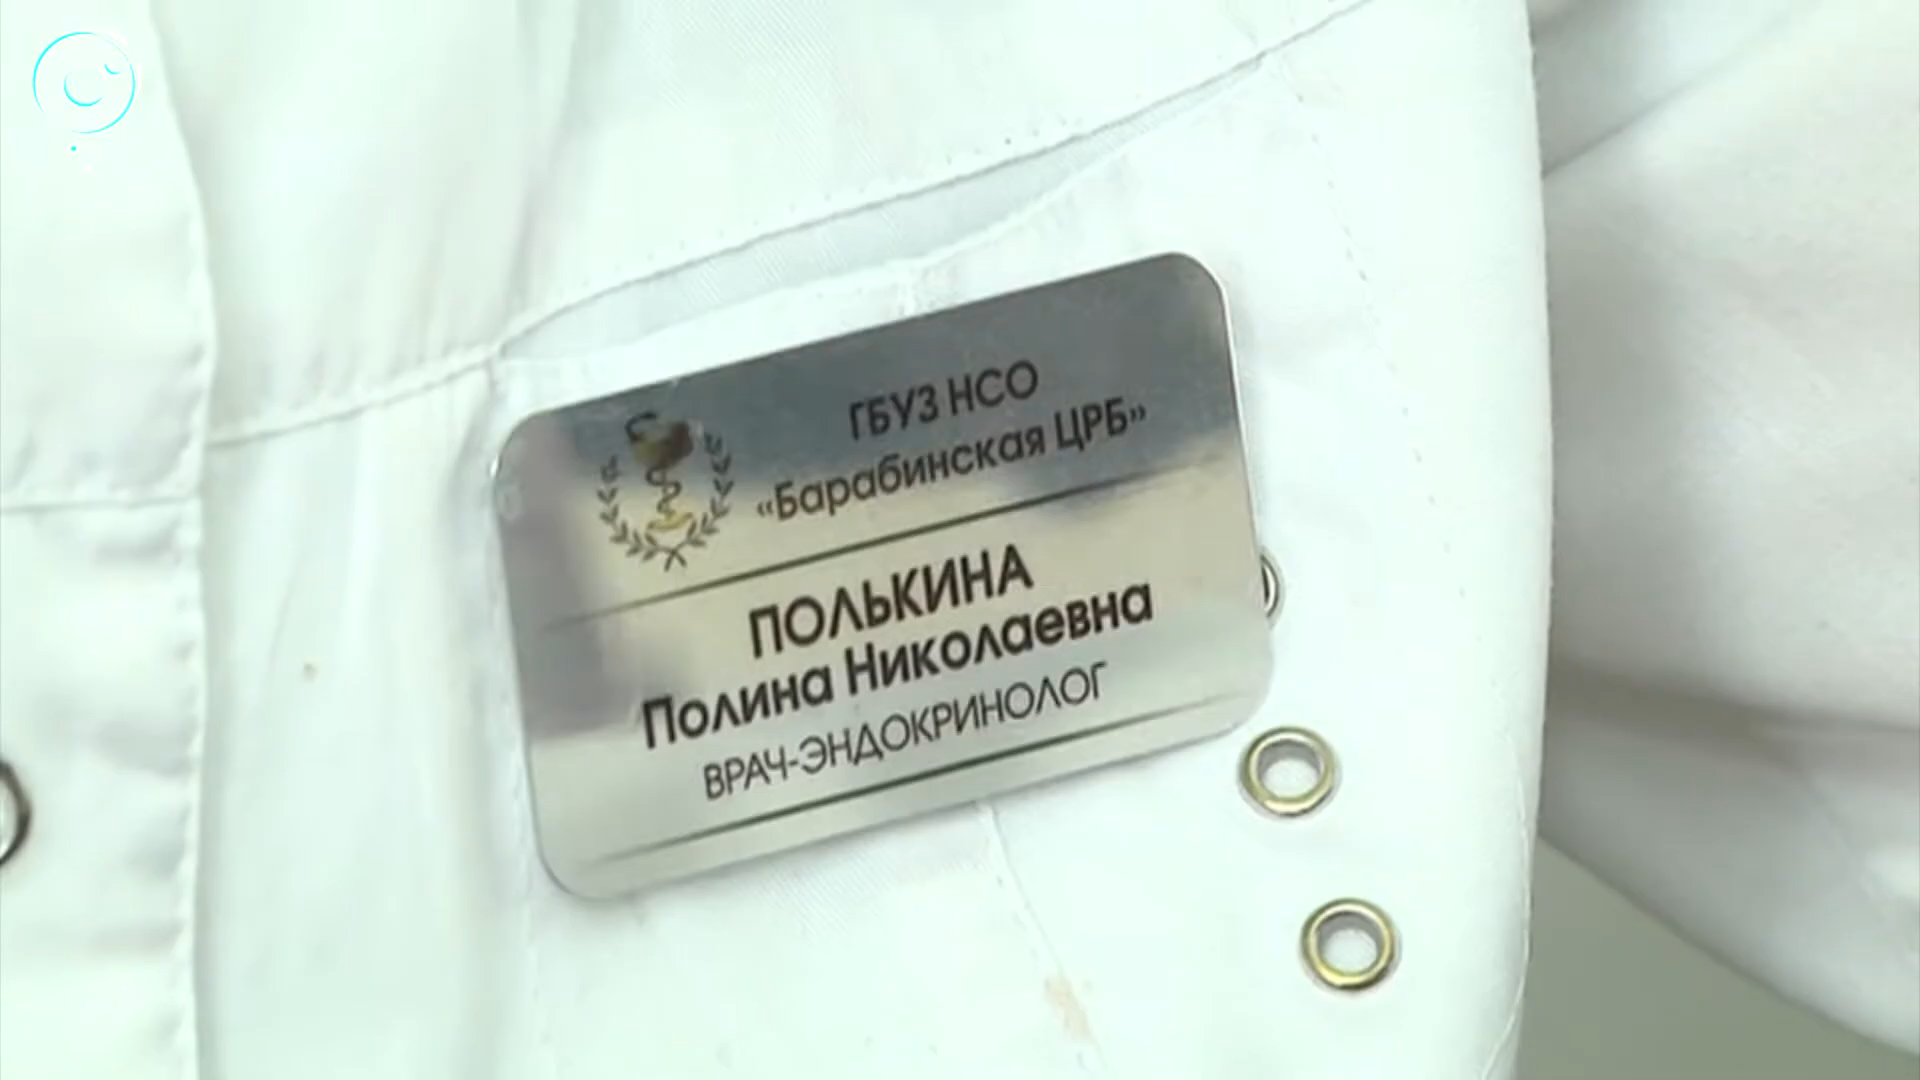 ГБУЗ НСО
«Барабинская ЦРБ»
ПОЛЬКИНА
Полина Николаевна
ВРАЧ-ЭНДОКРИНОЛОГ